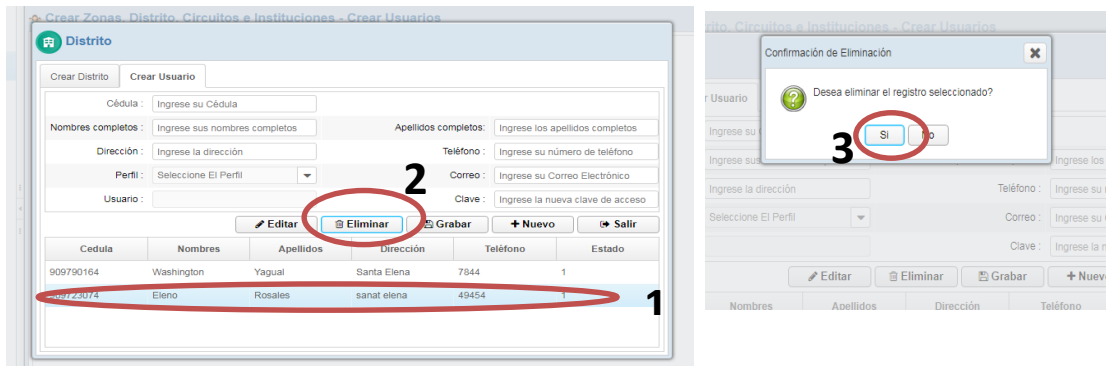 Crear Zonas, Distrito, Circuitos e Instituciones - Crear Usuarios
Distrito
Crear Distrito Crear Usuario
Cédula : Ingrese su Cédula
Nombres completos : Ingrese sus nombres completos Apellidos completos: Ingrese los apellidos completos
Dirección : Ingrese la dirección Teléfono : Ingrese su número de teléfono
Perfil : Seleccione El Perfil Correo : Ingrese su Correo Electrónico
2
Usuario : Clave : Ingrese la nueva clave de acceso
Editar Eliminar Grabar Nuevo Salir
Cedula Nombres Apellidos Dirección Teléfono Estado
909790164 Washington Yagual Santa Elena 7844 1
Eleno Rosales sanat elena 49454 1
1
trito, Circuitos e Instituciones - Crear Usuarios
Confirmación de Eliminación
r Usuario
Desea eliminar el registro seleccionado?
Ingrese su
3 Si No
Ingrese sus Ingrese los
Ingrese la dirección Teléfono : Ingrese su
Seleccione El Perfil Correo : Ingrese su
Clave : Ingrese la n
Editar Eliminar Grabar Nuevo
Nombres Apellidos Dirección Teléfono